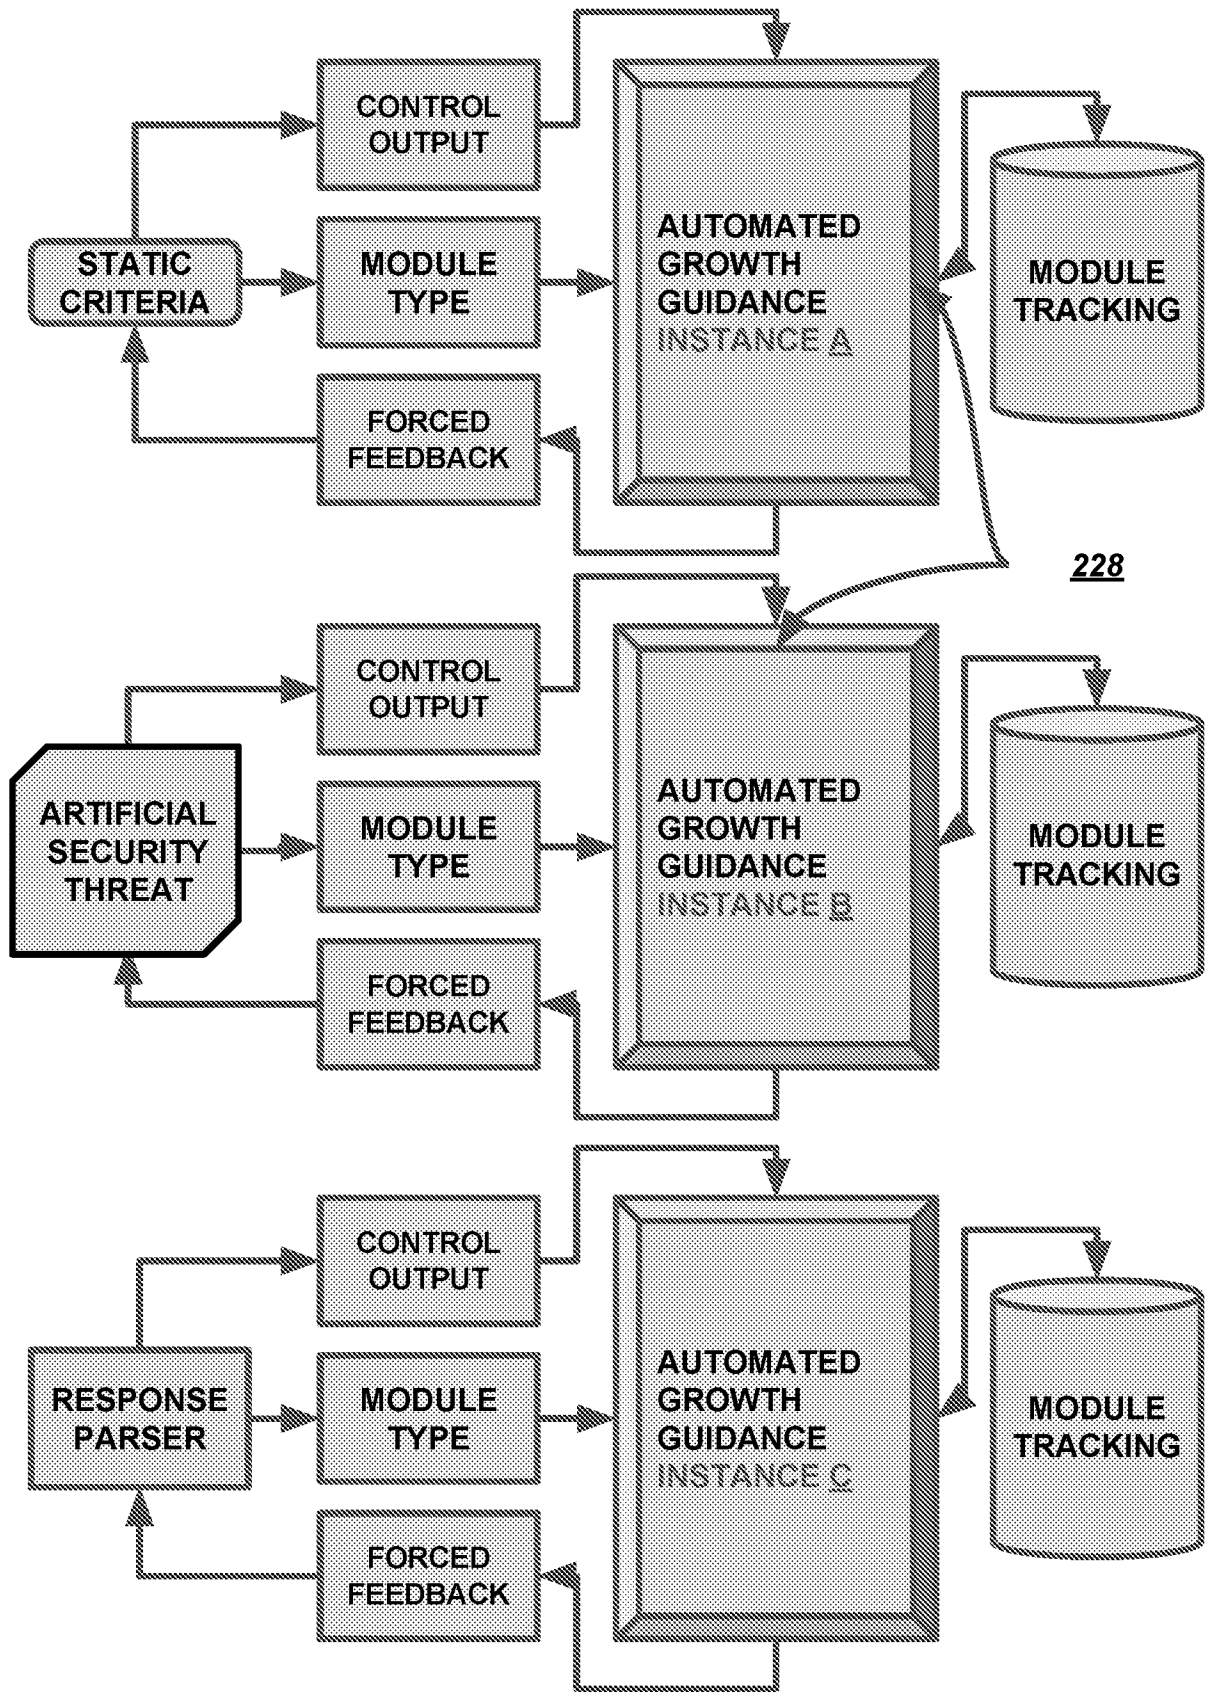 CONTROL
OUTPUT
STATIC
CRITERIA
MODULE
TYPE
FORCED
FEEDBACK
AUTOMATED
GROWTH
GUIDANCE
INSTANCE A
MODULE
TRACKING
228
CONTROL
OUTPUT
ARTIFICIAL
SECURITY
THREAT
MODULE
TYPE
FORCED
FEEDBACK
AUTOMATED
GROWTH
GUIDANCE
INSTANCE B
MODULE
TRACKING
CONTROL
OUTPUT
RESPONSE
PARSER
MODULE
TYPE
FORCED
FEEDBACK
AUTOMATED
GROWTH
GUIDANCE
INSTANCE C
MODULE
TRACKING